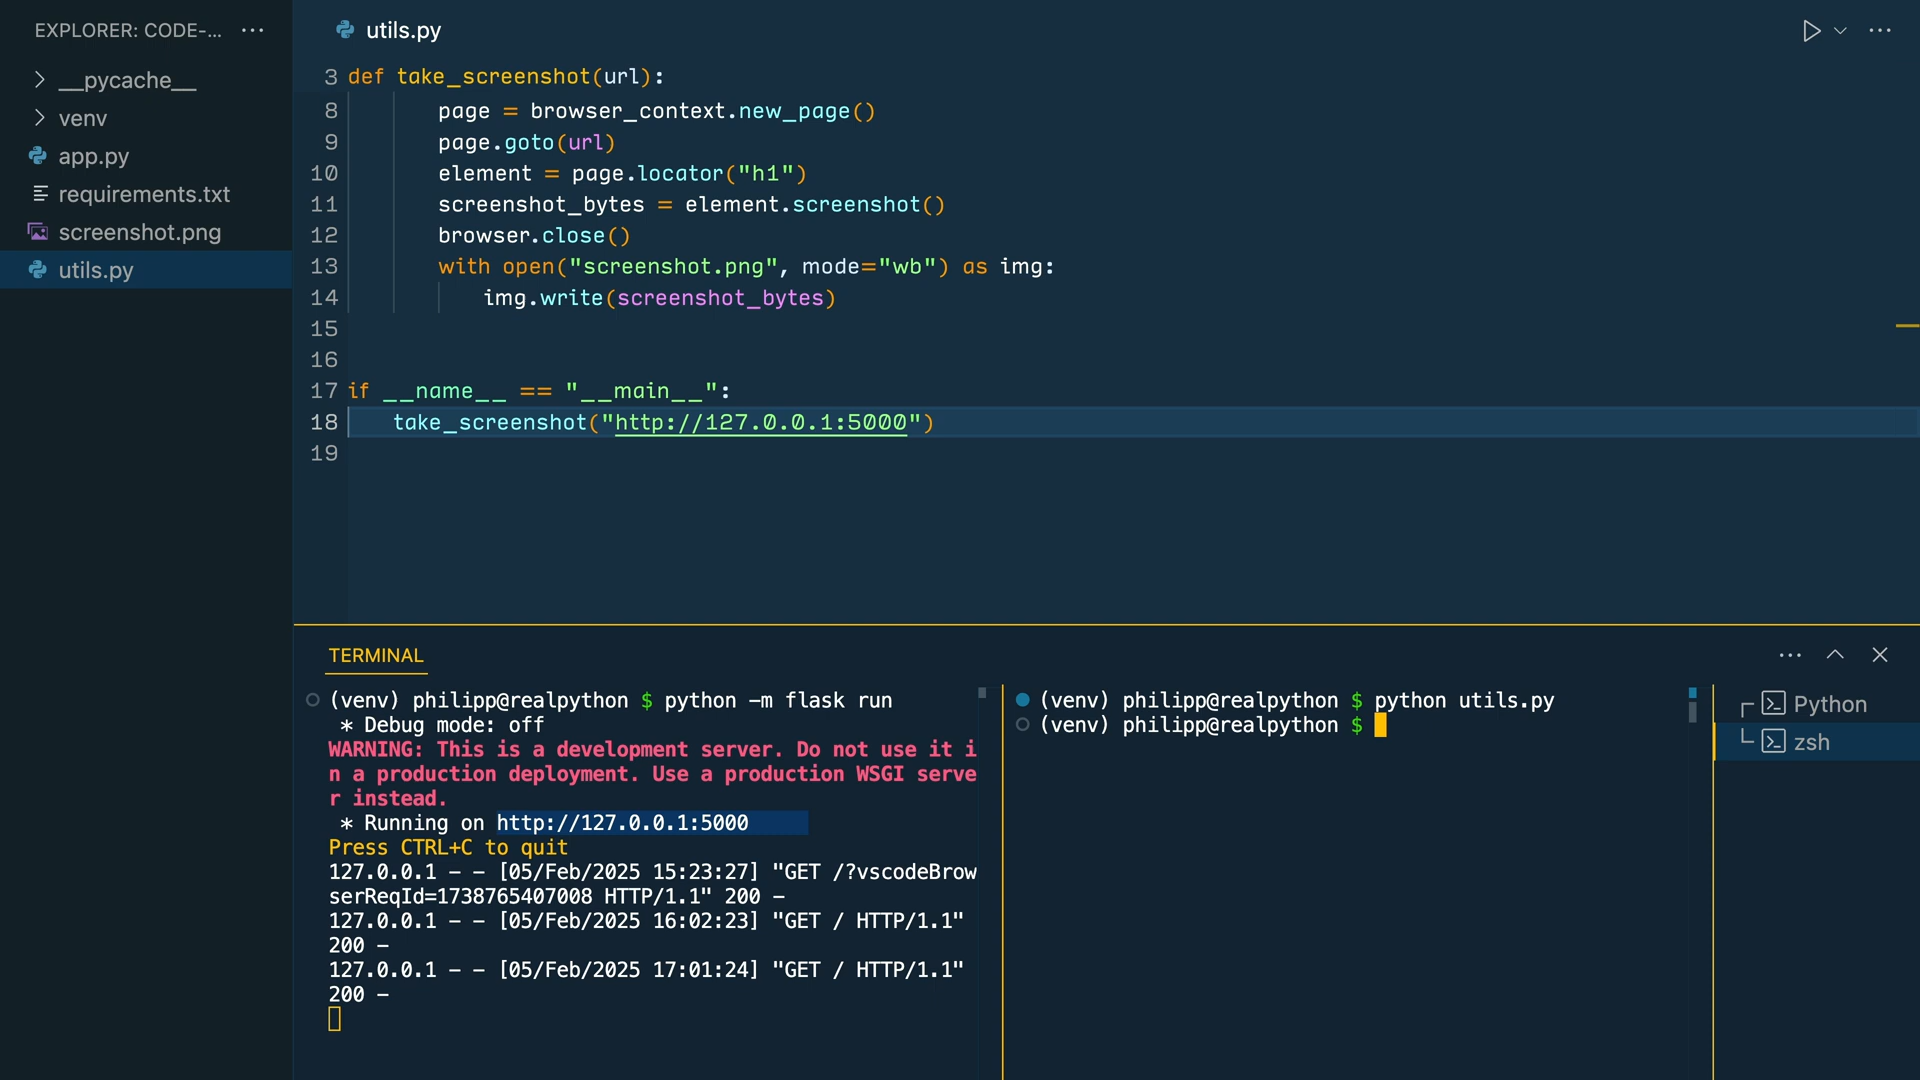 EXPLORER: CODE-... ···
__pycache__
venv
app.py
requirements.txt
screenshot.png
utils.py
utils.py
3 def take_screenshot(url):
8 page = browser_context.new_page()
9 page.goto(url)
10 element = page.locator("h1")
11 screenshot_bytes = element.screenshot()
12 browser.close()
13 with open("screenshot.png", mode="wb") as img:
14 img.write(screenshot_bytes)
15
16
17 if __name__ == "__main__":
18 take_screenshot("http://127.0.0.1:5000")
19
TERMINAL
(venv) philipp@realpython $ python -m flask run
* Debug mode: off
WARNING: This is a development server. Do not use it i
n a production deployment. Use a production WSGI serve
r instead.
* Running on http://127.0.0.1:5000
Press CTRL+C to quit
127.0.0.1 - - [05/Feb/2025 15:23:27] "GET /?vscodeBrow
serReqId=1738765407008 HTTP/1.1" 200 -
127.0.0.1 - - [05/Feb/2025 16:02:23] "GET / HTTP/1.1"
200 -
127.0.0.1 - - [05/Feb/2025 17:01:24] "GET / HTTP/1.1"
200 -
(venv) philipp@realpython $ python utils.py
(venv) philipp@realpython $
Python
zsh